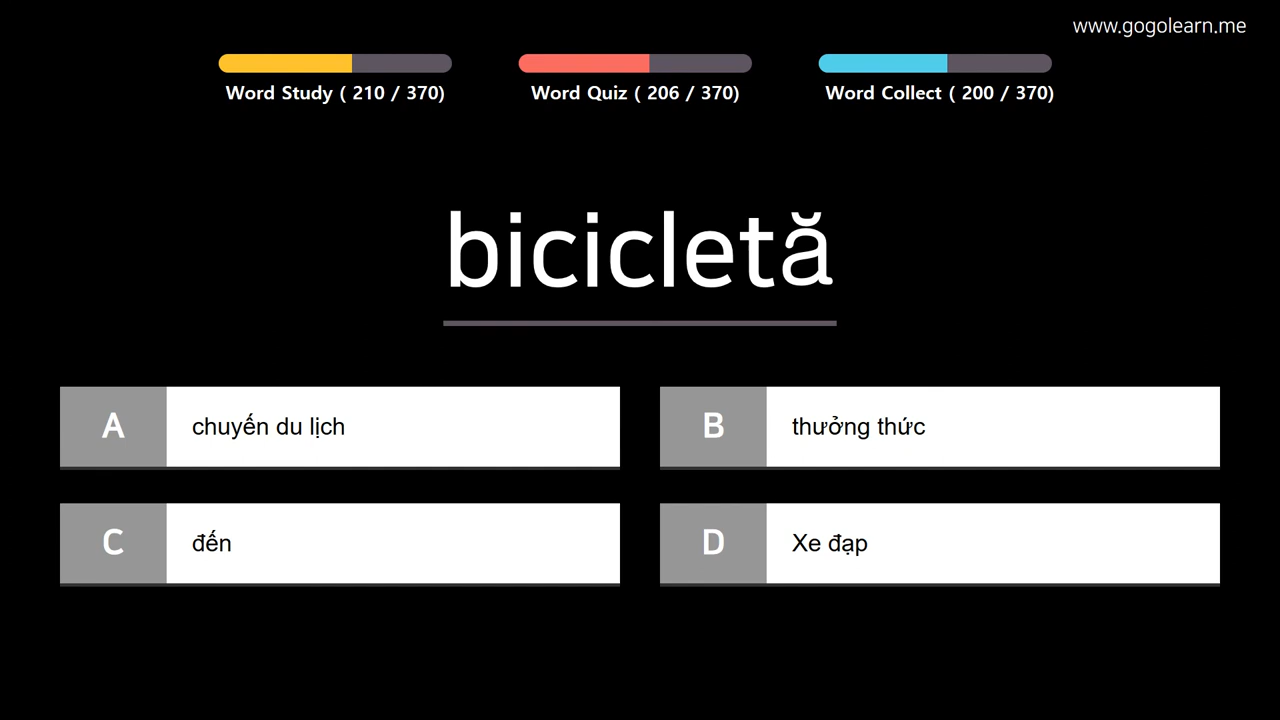 www.gogolearn.me
Word Study ( 210 / 370)
Word Quiz ( 206 / 370)
Word Collect ( 200 / 370)
bicicletă
A
chuyến du lịch
B
thưởng thức
C
đến
D
Xe đạp